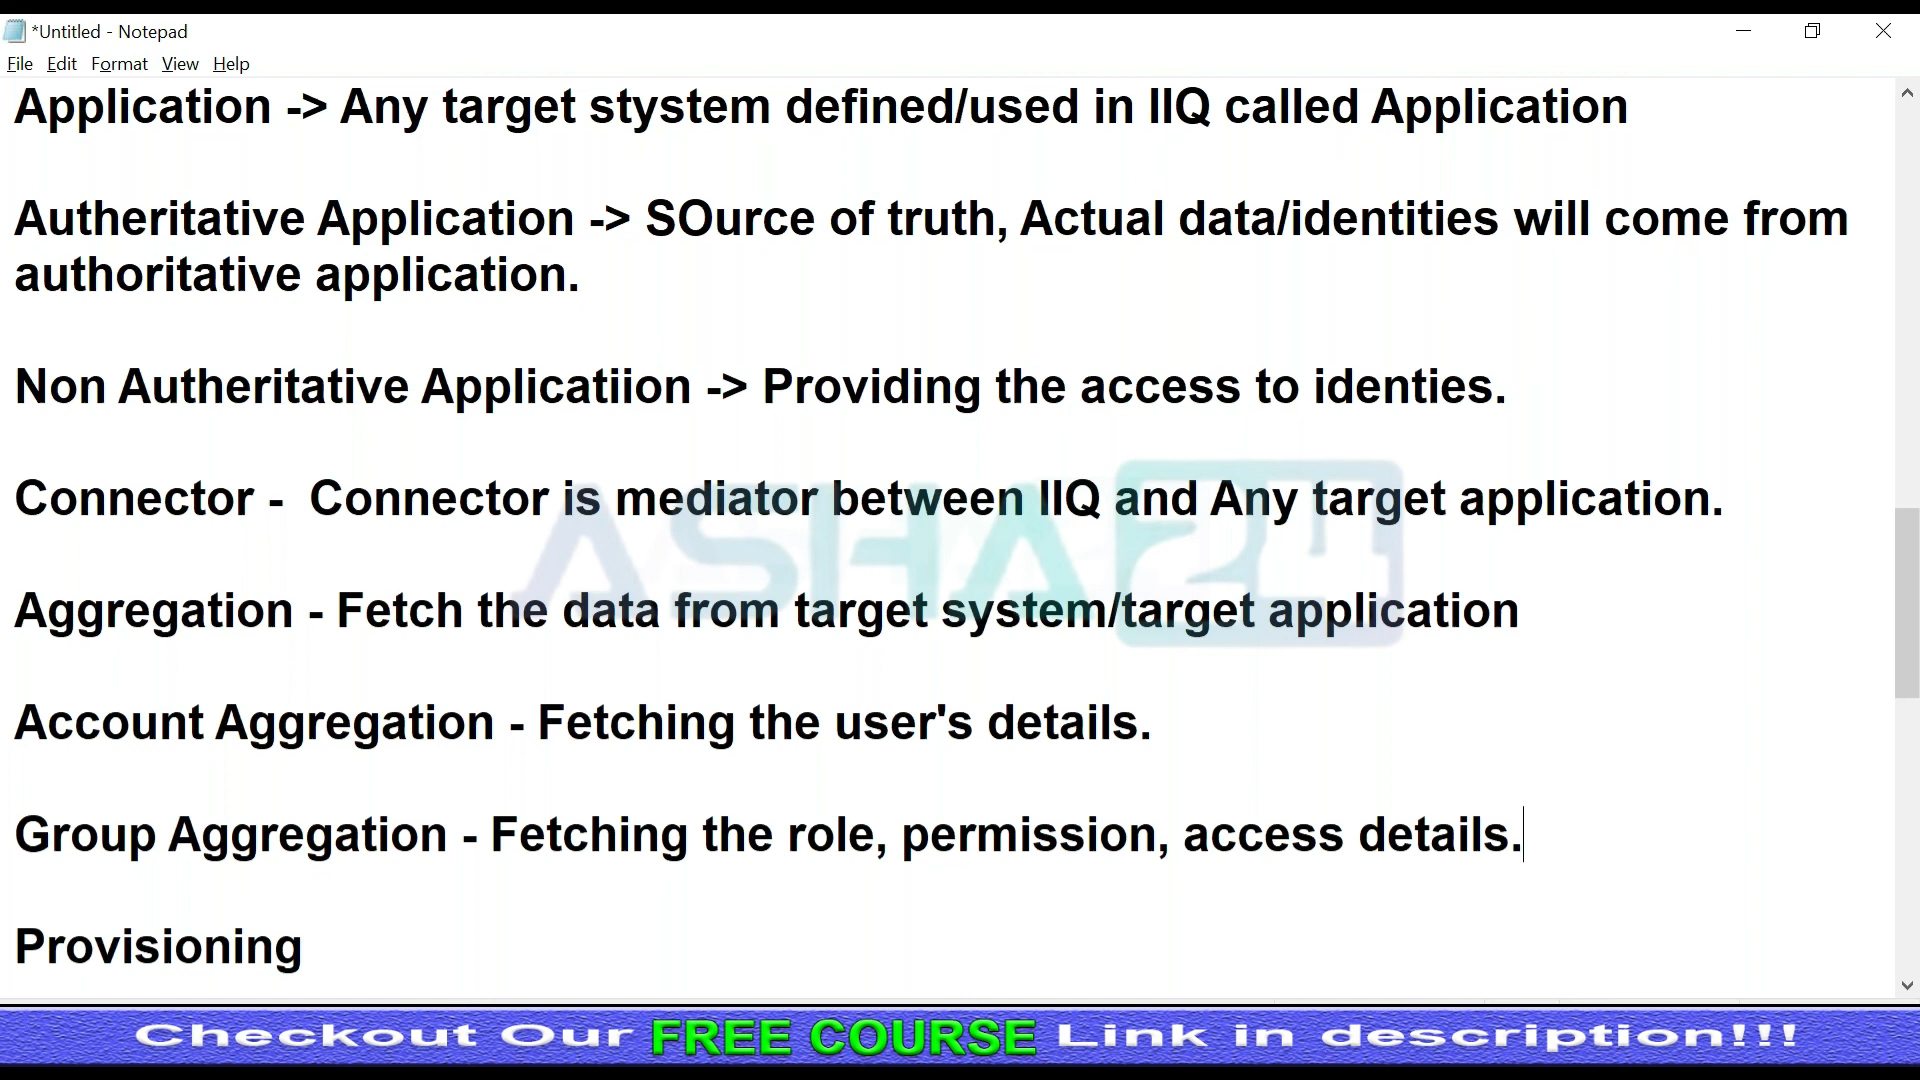 *Untitled - Notepad
File Edit Format View Help
Application -> Any target stystem defined/used in IIQ called Application
Autheritative Application -> SOurce of truth, Actual data/identities will come from
authoritative application.
Non Autheritative Applicatiion -> Providing the access to identies.
Connector -  Connector is mediator between IIQ and Any target application.
ASHA24
Aggregation - Fetch the data from target system/target application
Account Aggregation - Fetching the user's details.
Group Aggregation - Fetching the role, permission, access details.
Provisioning
Checkout Our FREE COURSE Link in description!!!